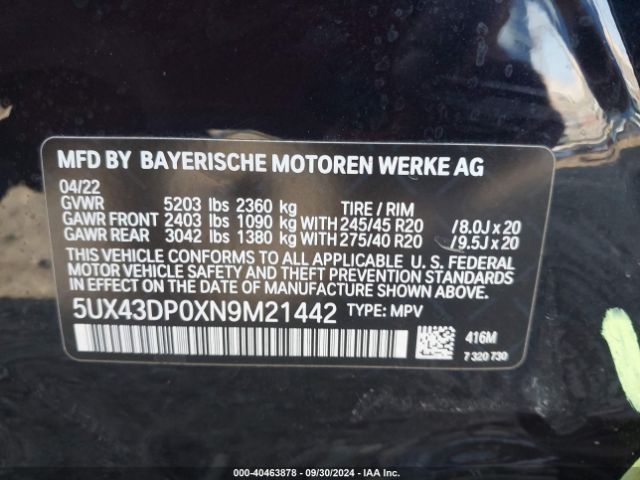 MFD BY BAYERISCHE MOTOREN WERKE AG
04/22
GVWR 5203 lbs 2360 kg TIRE / RIM
GAWR FRONT 2403 lbs 1090 kg WITH 245/45 R20 /8.0J x 20
GAWR REAR 3042 lbs 1380 kg WITH 275/40 R20 /9.5J x 20
THIS VEHICLE CONFORMS TO ALL APPLICABLE U. S. FEDERAL
MOTOR VEHICLE SAFETY AND THEFT PREVENTION STANDARDS
IN EFFECT ON THE DATE OF MANUFACTURE SHOWN ABOVE.
5UX43DP0XN9M21442 TYPE: MPV
416M
7 320 730
000-40463878 - 09/30/2024 - IAA Inc.